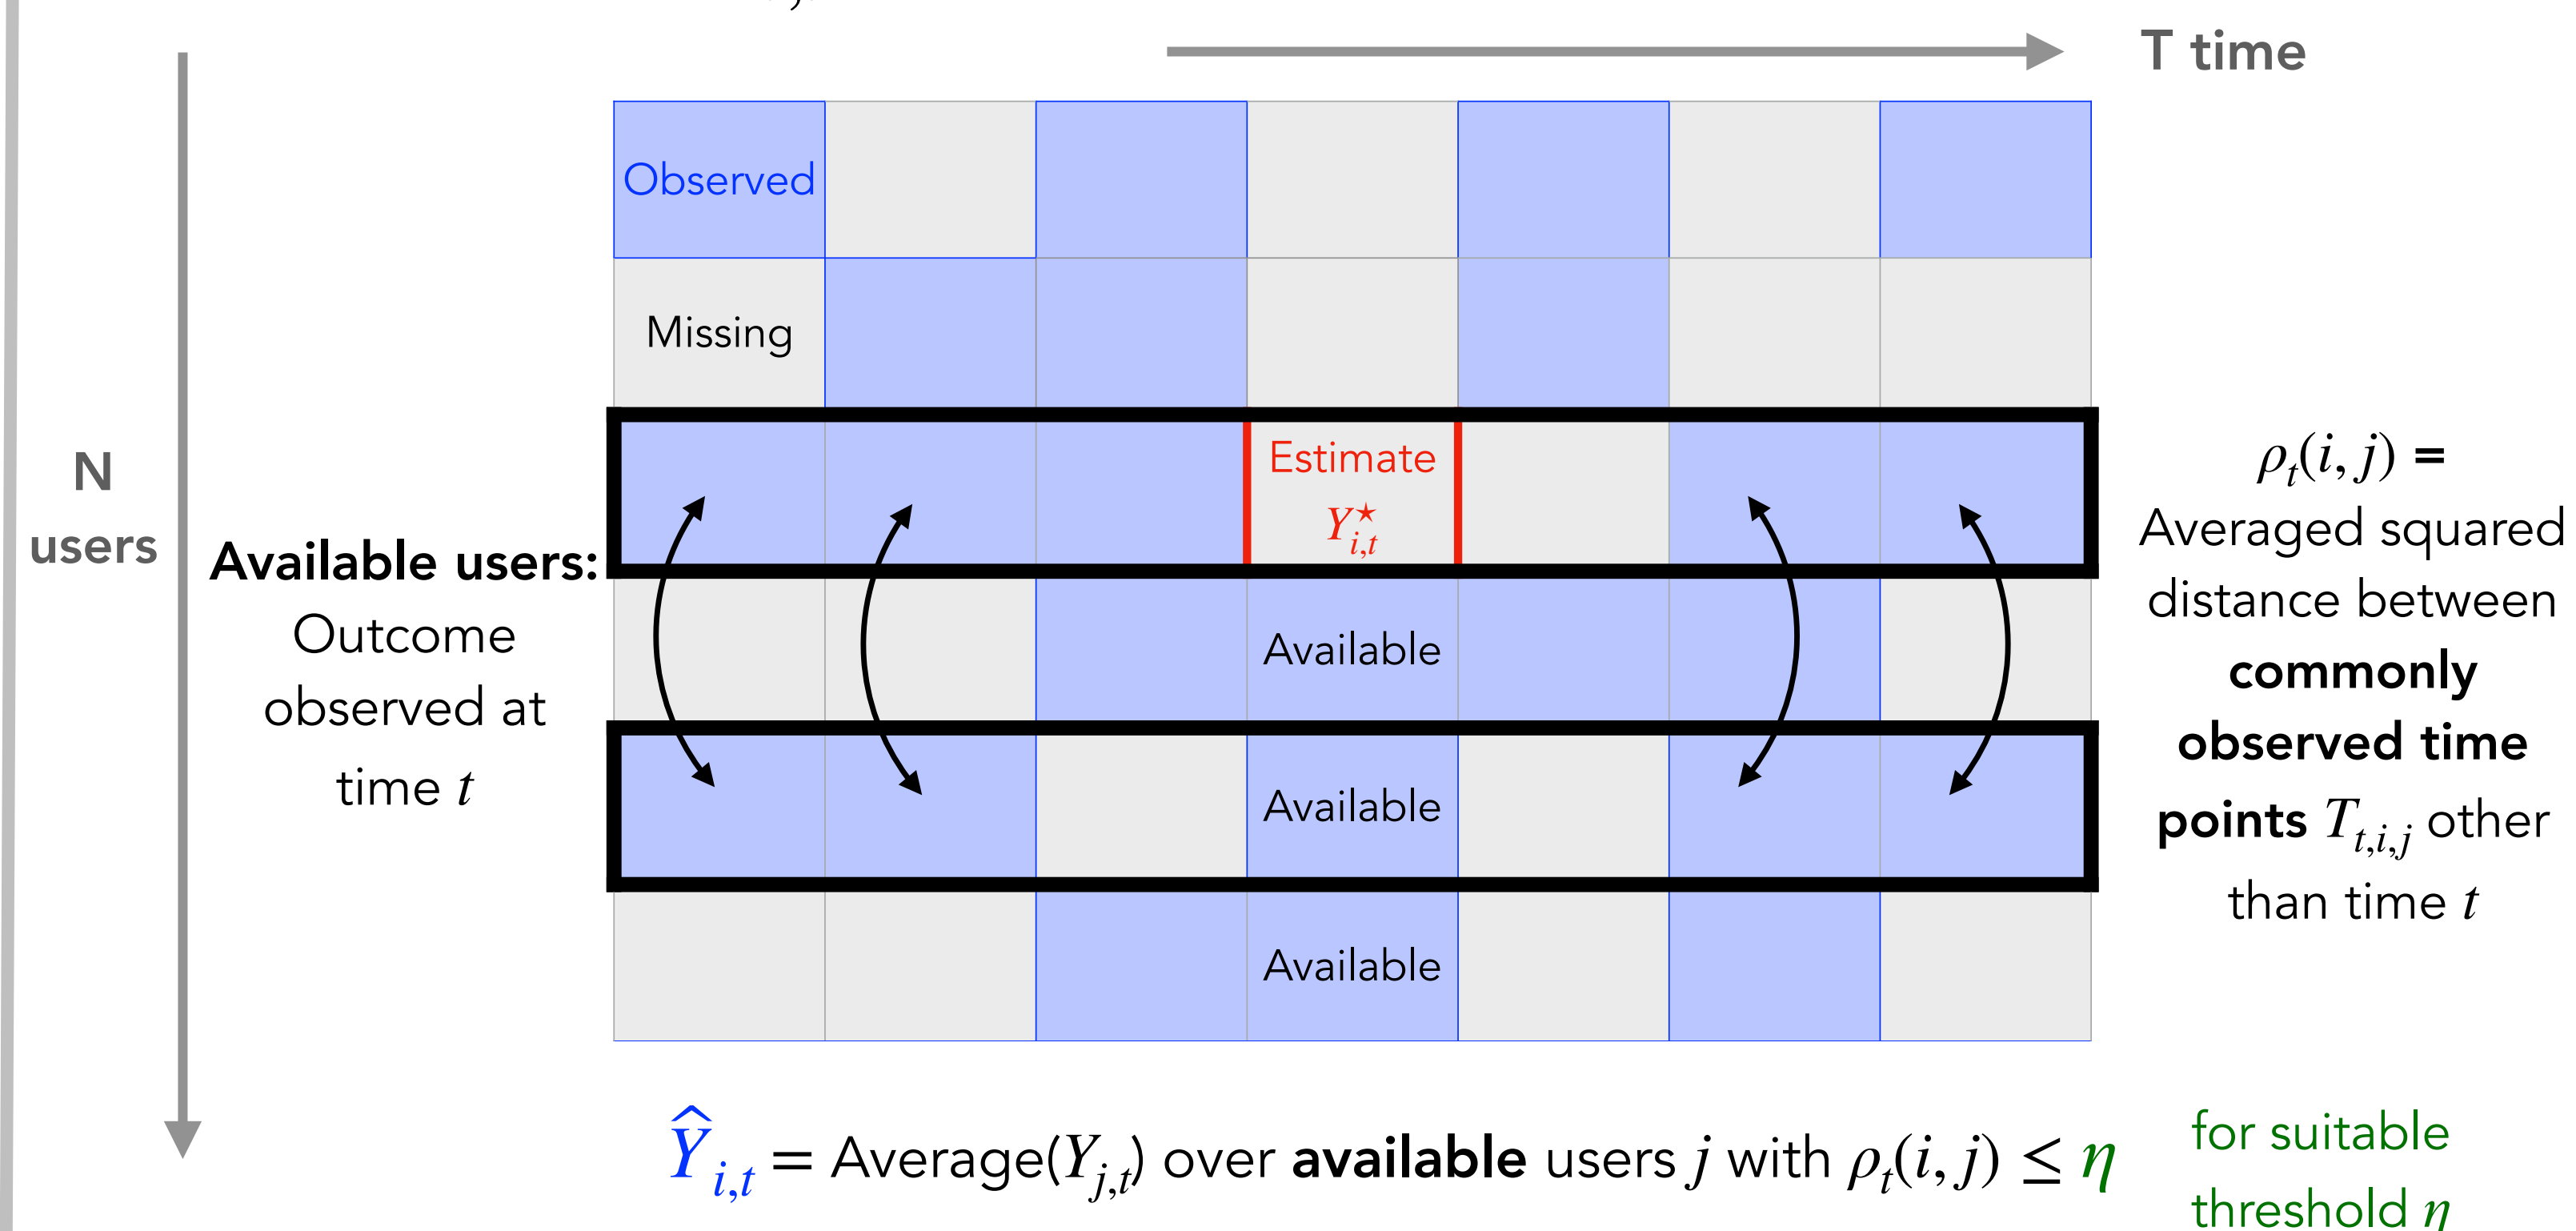 T time
Observed
Missing
N
users
Available users:
Outcome
observed at
time t
Estimate
Y⋆i,t
Available
Available
Available
ρt(i, j) =
Averaged squared
distance between
commonly
observed time
points Tt,i,j other
than time t
Ŷi,t = Average(Yj,t) over available users j with ρt(i, j) ≤ η
for suitable
threshold η